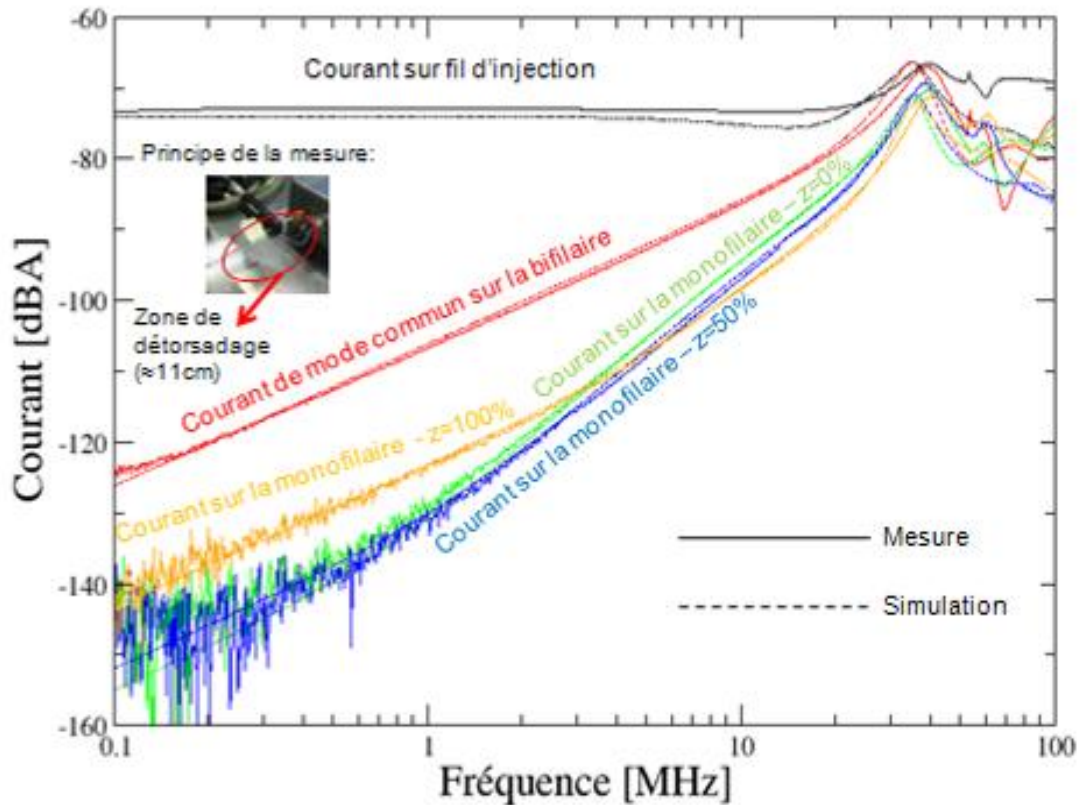 -60
-80
-100
-120
-140
-160
Courant [dBA]
Courant sur fil d'injection
Principe de la mesure:
Zone de
détorsadage
(≈11cm)
Courant de mode commun sur la bifilaire
Courant sur la monofilaire – z=0%
Courant sur la monofilaire - z=100%
Courant sur la monofilaire – z=50%
Mesure
Simulation
0.1
1
10
100
Fréquence [MHz]